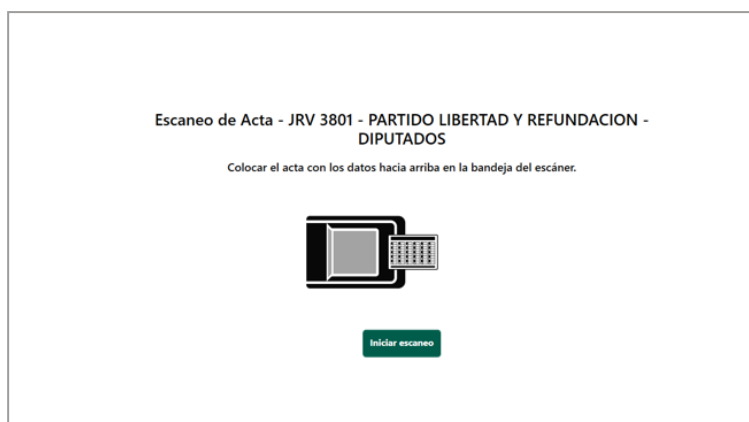 Escaneo de Acta - JRV 3801 - PARTIDO LIBERTAD Y REFUNDACION -
DIPUTADOS
Colocar el acta con los datos hacia arriba en la bandeja del escáner.
Iniciar escaneo